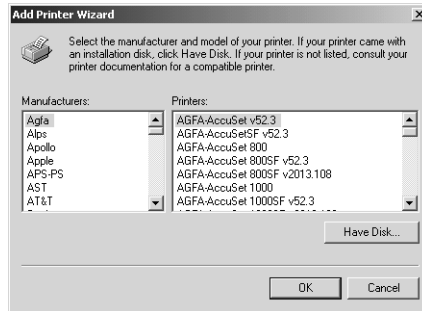 Add Printer Wizard
Select the manufacturer and model of your printer. If your printer came with
an installation disk, click Have Disk. If your printer is not listed, consult your
printer documentation for a compatible printer.
Manufacturers:
Printers:
Agfa
Alps
Apollo
Apple
APS-PS
AST
AT&T
AGFA-AccuSet v52.3
AGFA-AccuSetSF v52.3
AGFA-AccuSet 800
AGFA-AccuSet 800SF v52.3
AGFA-AccuSet 800SF v2013.108
AGFA-AccuSet 1000
AGFA-AccuSet 1000SF v52.3
Have Disk...
OK
Cancel